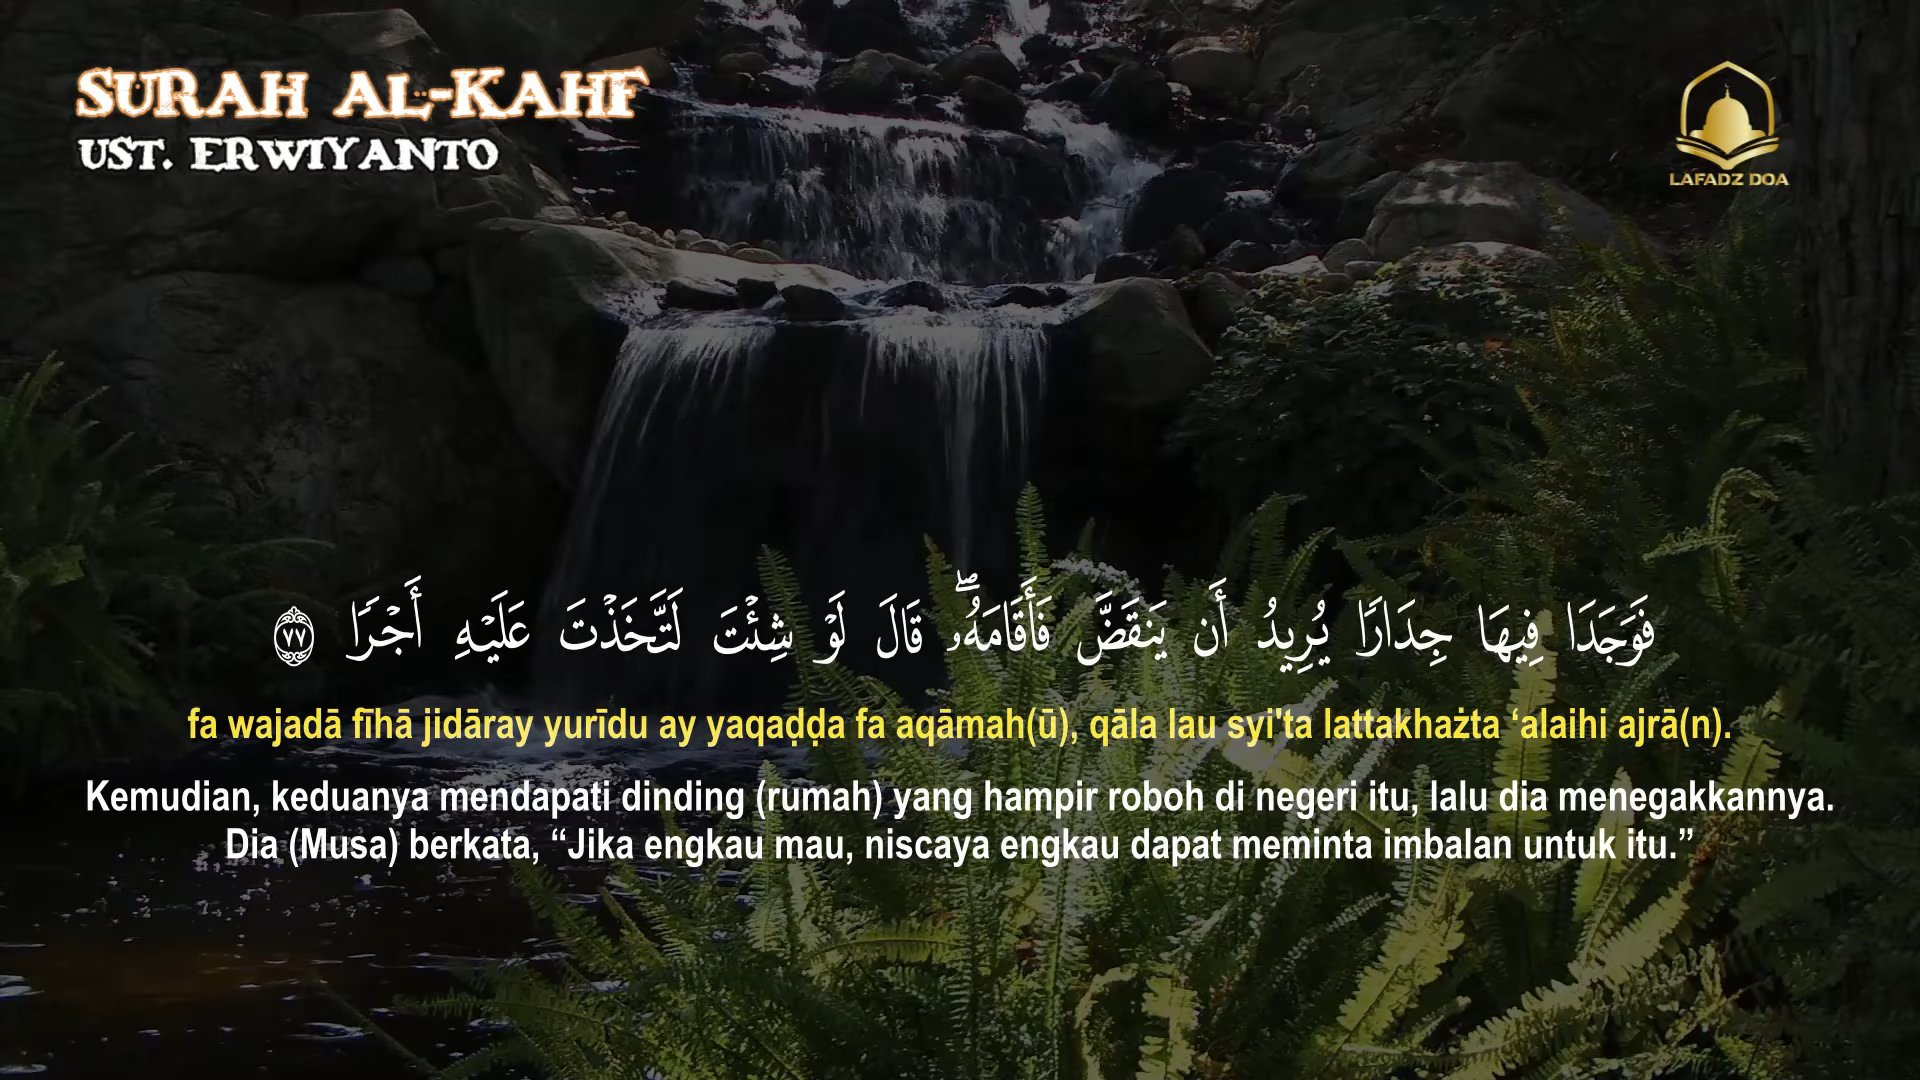 SURAH AL-KAHF
UST. ERWIYANTO
LAFADZ DOA
فَوَجَدَا فِيهَا جِدَارًا يُرِيدُ أَن يَنقَضَّ فَأَقَامَهُۥۖ قَالَ لَوْ شِئْتَ لَتَّخَذْتَ عَلَيْهِ أَجْرًا ٧٧
fa wajadā fīhā jidāray yurīdu ay yaqaḍḍa fa aqāmah(ū), qāla lau syi'ta lattakhażta ‘alaihi ajrā(n).
Kemudian, keduanya mendapati dinding (rumah) yang hampir roboh di negeri itu, lalu dia menegakkannya.
Dia (Musa) berkata, “Jika engkau mau, niscaya engkau dapat meminta imbalan untuk itu.”